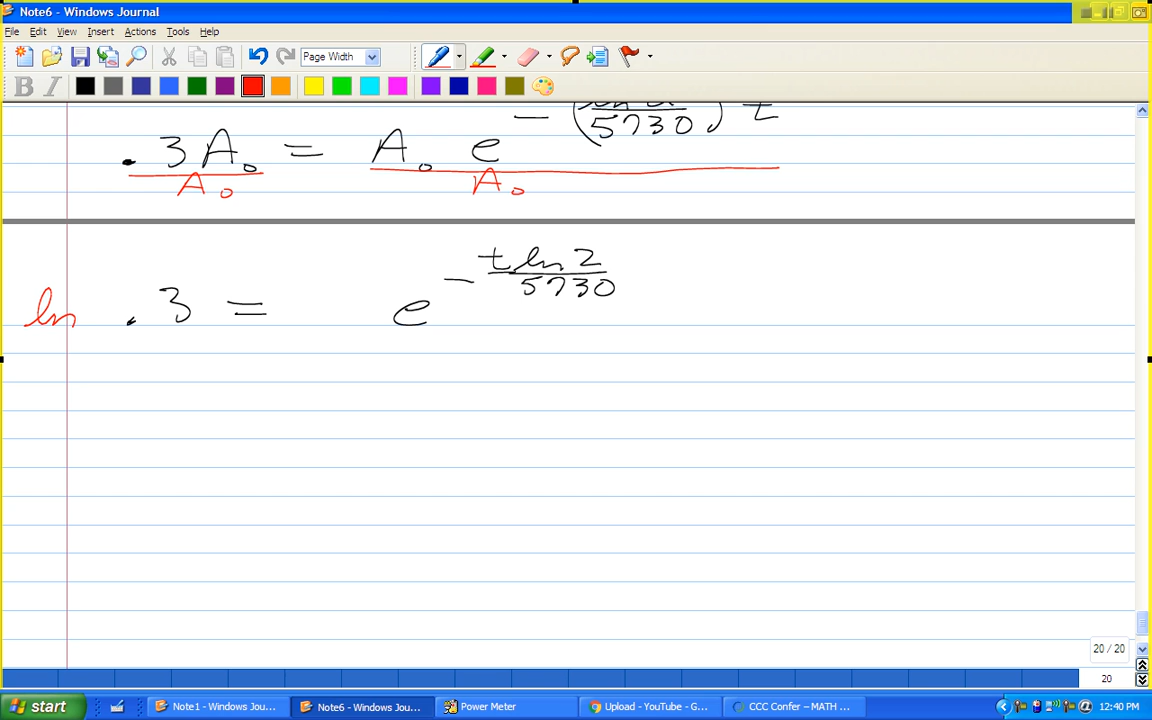 Note6 - Windows Journal
File Edit View Insert Actions Tools Help
Page Width
B I
- (ln 2/5730) t
.3A₀ = A₀ e
A₀ A₀
- t ln 2
5730
ln .3 = e
20 / 20
20
start Note1 - Windows Jou... Note6 - Windows Jou... Power Meter Upload - YouTube - G... CCC Confer – MATH ... 12:40 PM